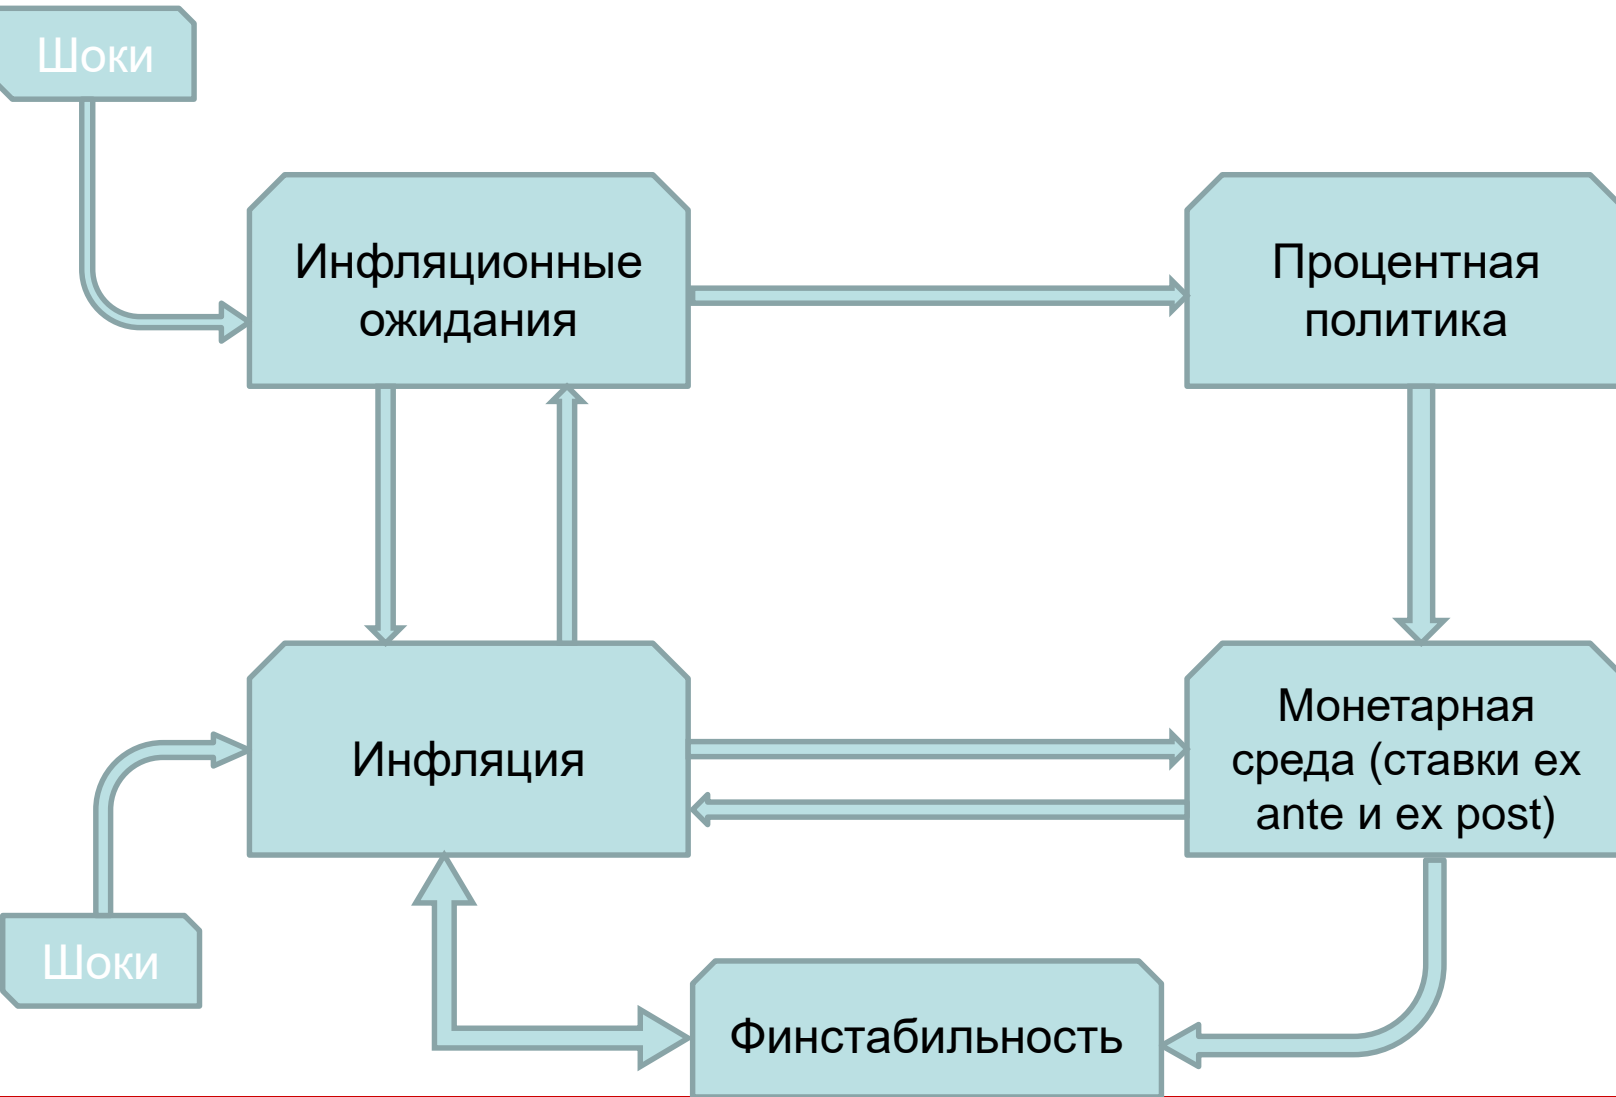 Шоки
Инфляционные
ожидания
Процентная
политика
Инфляция
Монетарная
среда (ставки ex
ante и ex post)
Шоки
Финстабильность